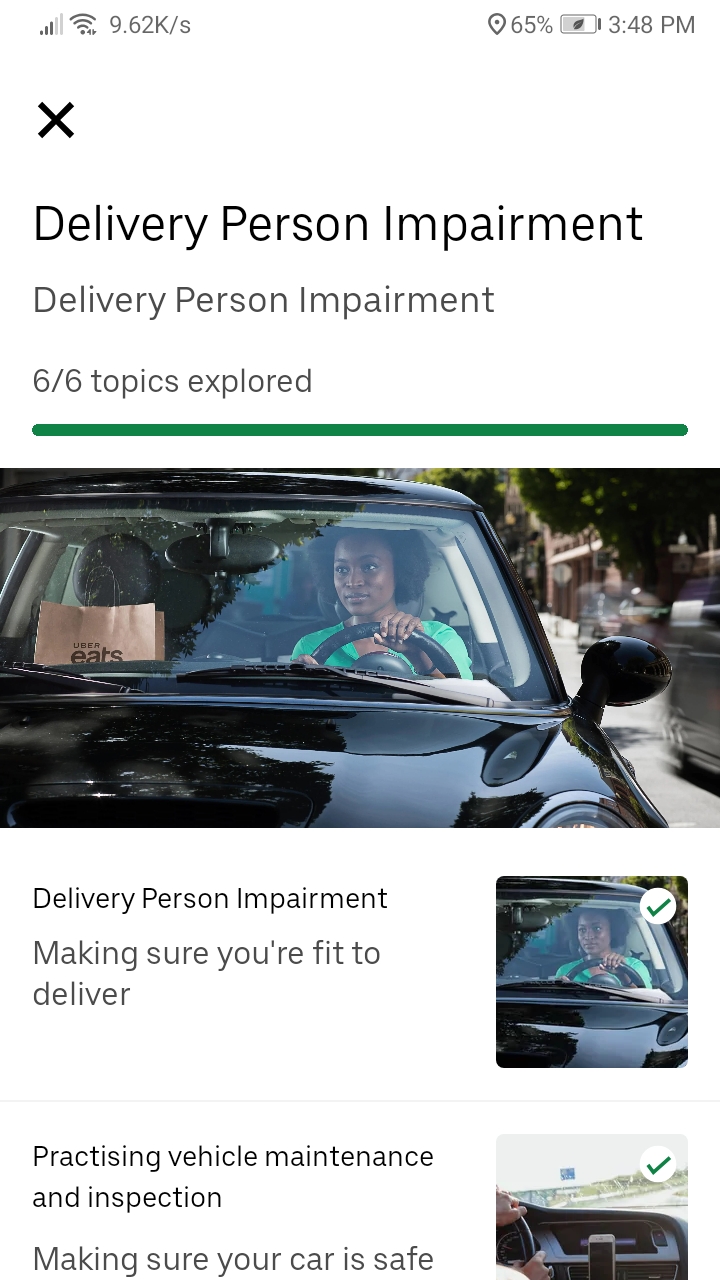 9.62K/s 65% 3:48 PM
Delivery Person Impairment
Delivery Person Impairment
6/6 topics explored
UBER
eats
Delivery Person Impairment
Making sure you're fit to
deliver
Practising vehicle maintenance
and inspection
Making sure your car is safe